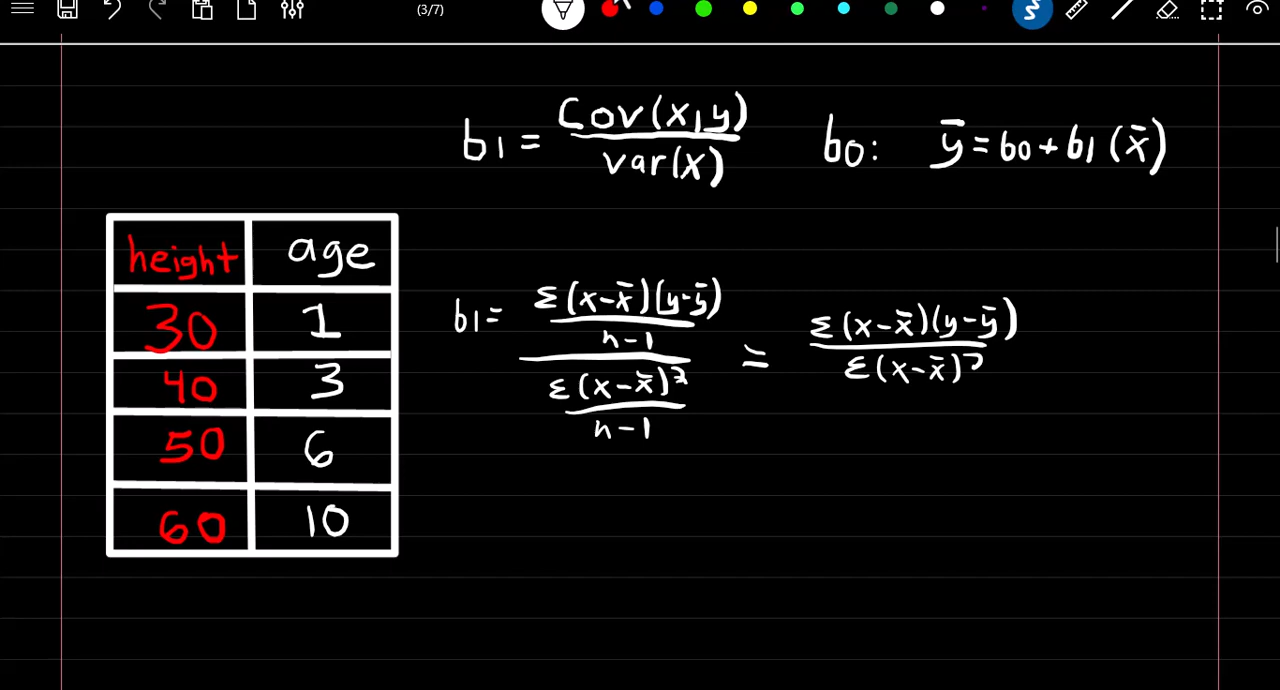 (3/7)
b1 = Cov(x,y) / var(x)
b0: ȳ = b0 + b1 (x̄)
height age
30 1
40 3
50 6
60 10
b1 = (Σ(x-x̄)(y-ȳ) / n-1) / (Σ(x-x̄)² / n-1) = Σ(x-x̄)(y-ȳ) / Σ(x-x̄)²